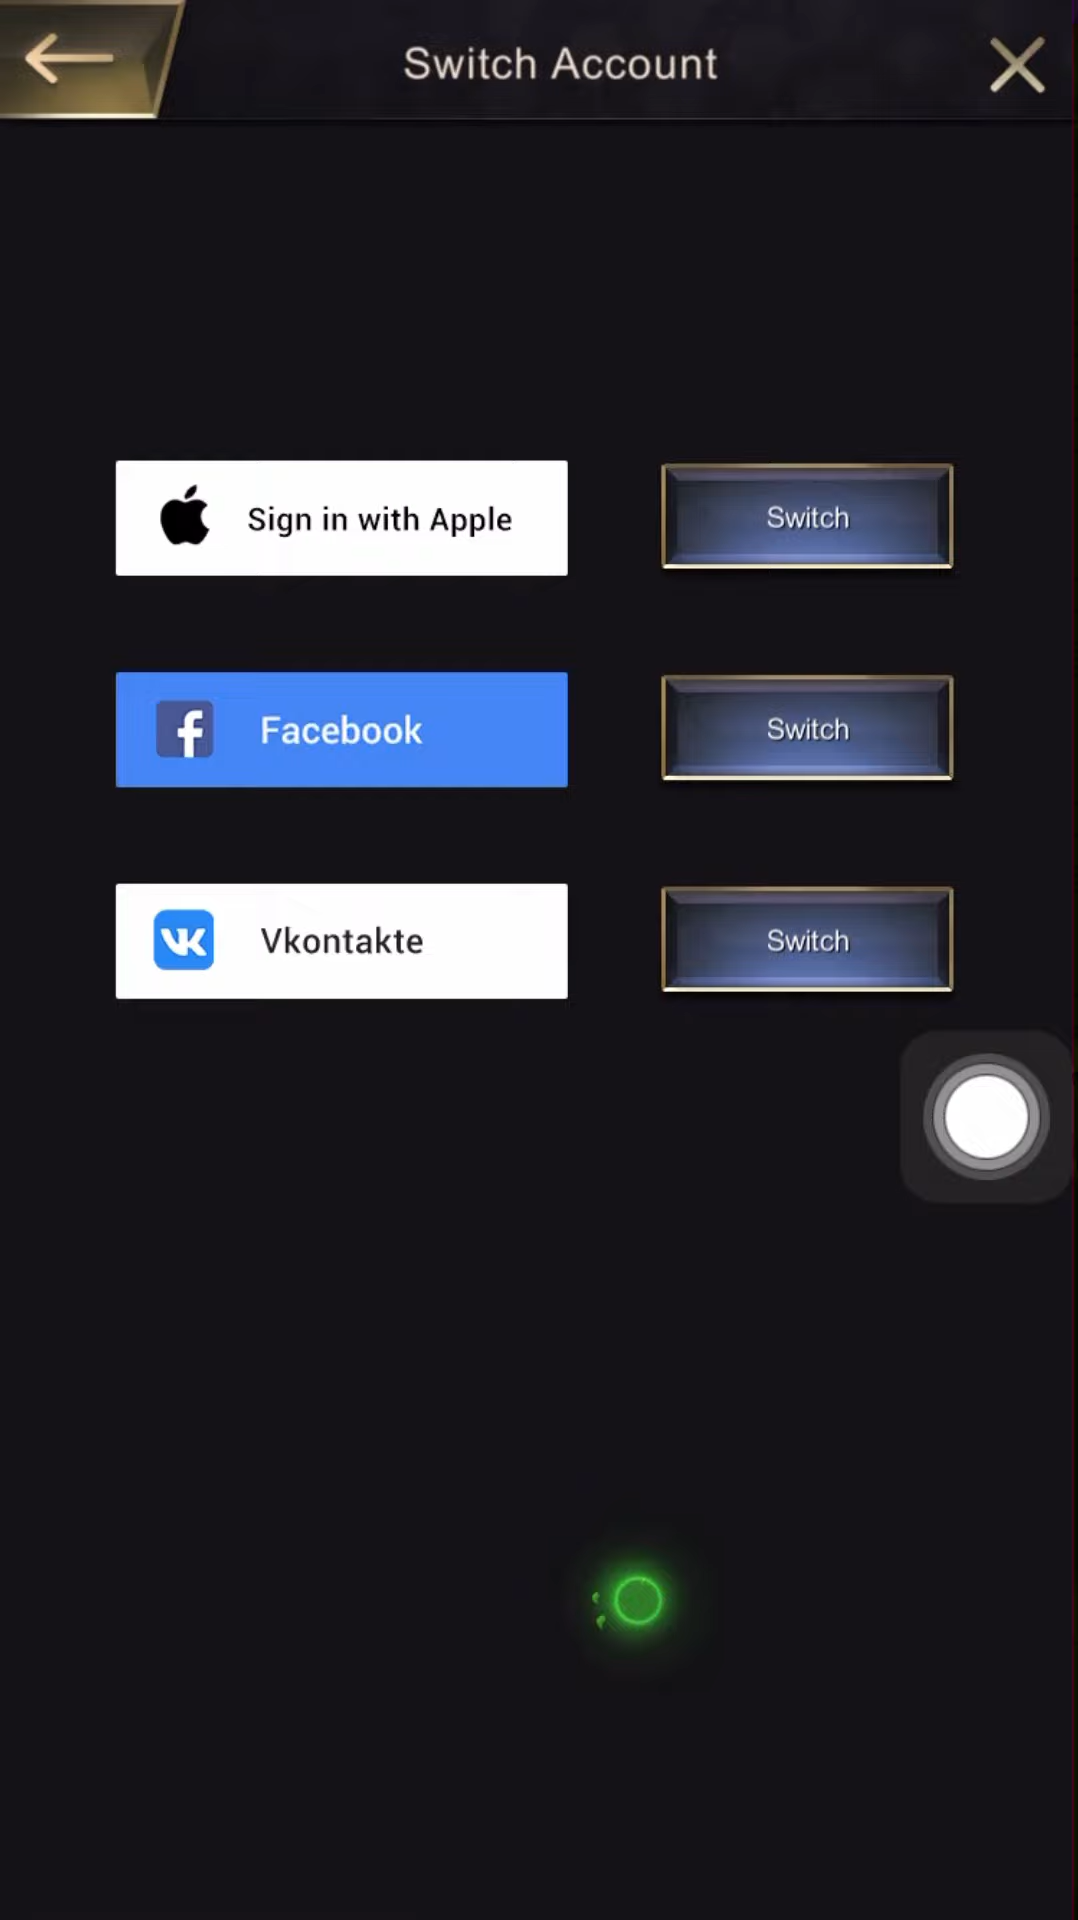 Switch Account
Sign in with Apple
Switch
Facebook
Switch
Vkontakte
Switch